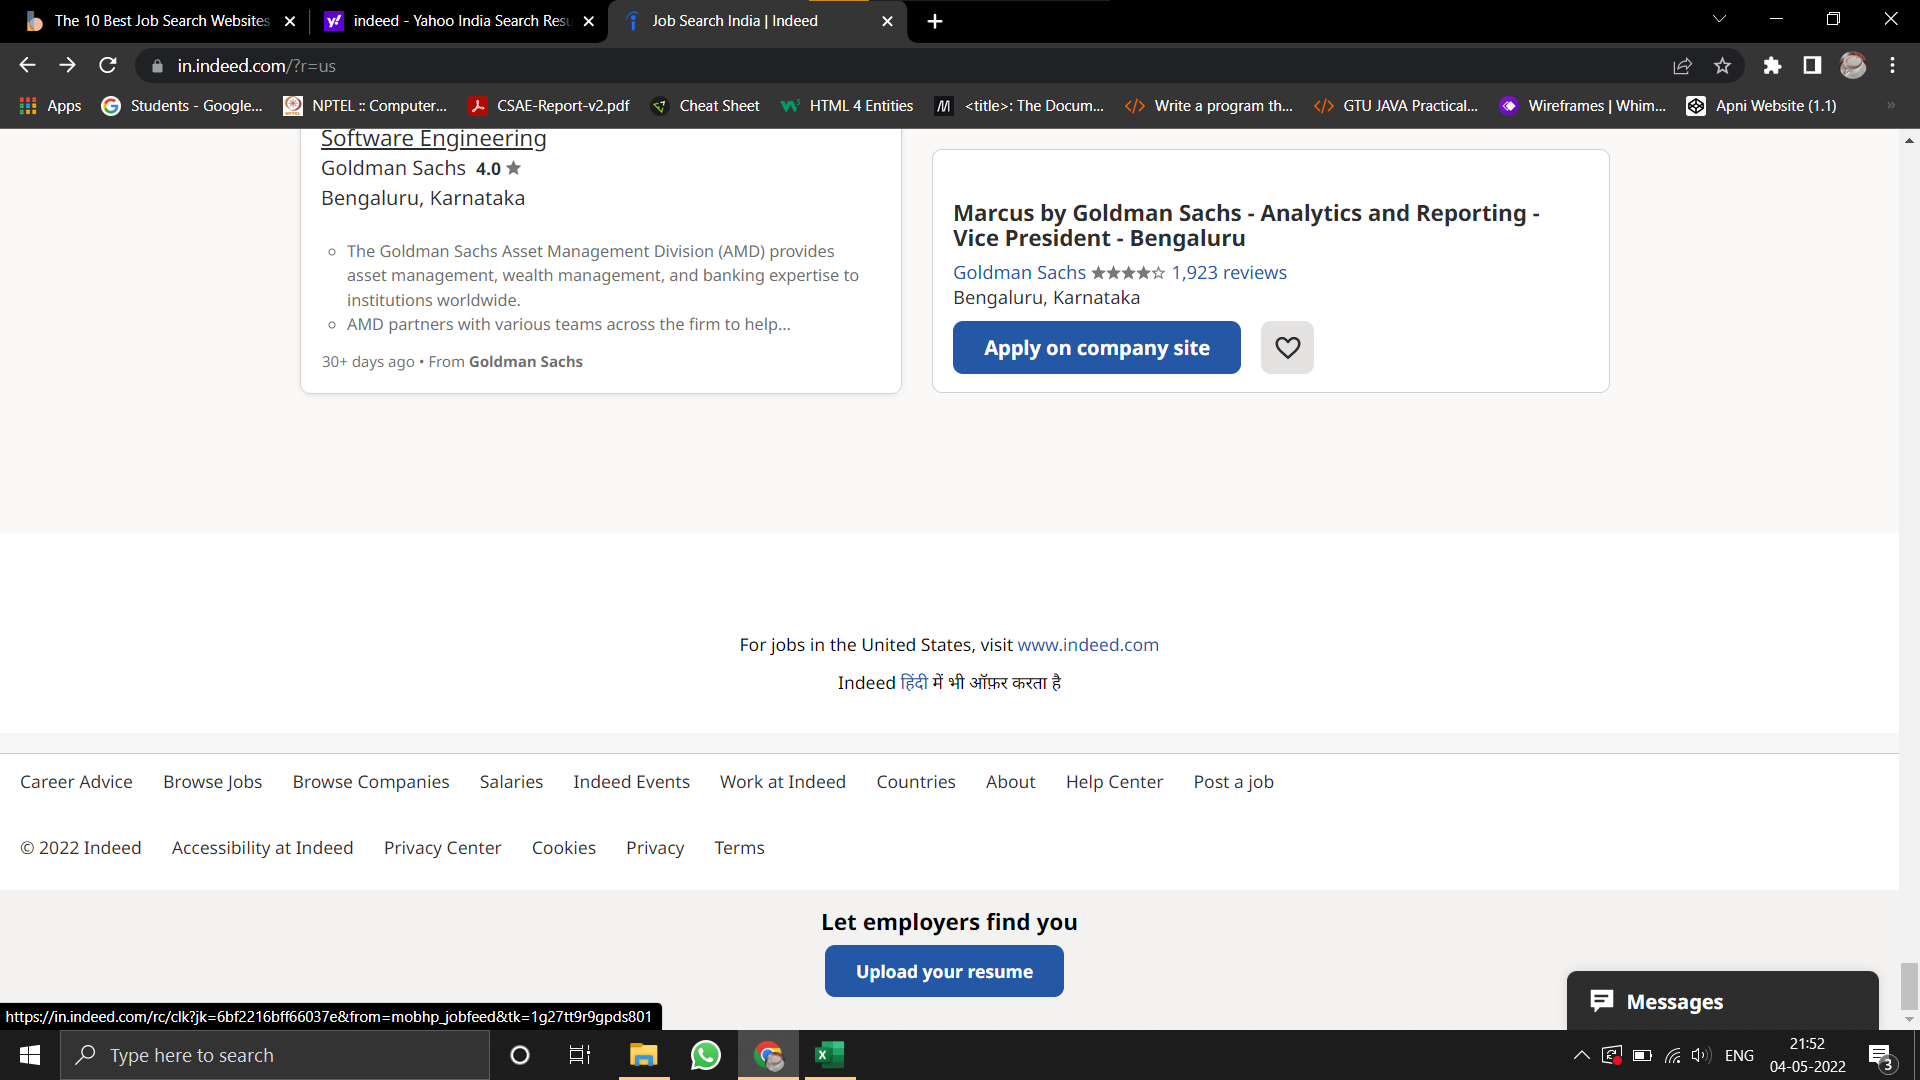 The 10 Best Job Search Websites
indeed - Yahoo India Search Resu
Job Search India | Indeed
in.indeed.com/?r=us
Apps
Students - Google...
NPTEL :: Computer...
CSAE-Report-v2.pdf
Cheat Sheet
HTML 4 Entities
<title>: The Docum...
Write a program th...
GTU JAVA Practical...
Wireframes | Whim...
Apni Website (1.1)
Software Engineering
Goldman Sachs 4.0
Bengaluru, Karnataka
The Goldman Sachs Asset Management Division (AMD) provides
asset management, wealth management, and banking expertise to
institutions worldwide.
AMD partners with various teams across the firm to help...
30+ days ago • From Goldman Sachs
Marcus by Goldman Sachs - Analytics and Reporting -
Vice President - Bengaluru
Goldman Sachs 1,923 reviews
Bengaluru, Karnataka
Apply on company site
For jobs in the United States, visit www.indeed.com
Indeed हिंदी में भी ऑफ़र करता है
Career Advice Browse Jobs Browse Companies Salaries Indeed Events Work at Indeed Countries About Help Center Post a job
© 2022 Indeed Accessibility at Indeed Privacy Center Cookies Privacy Terms
Let employers find you
Upload your resume
Messages
https://in.indeed.com/rc/clk?jk=6bf2216bff66037e&from=mobhp_jobfeed&tk=1g27tt9r9gpds801
Type here to search
ENG
21:52
04-05-2022
3